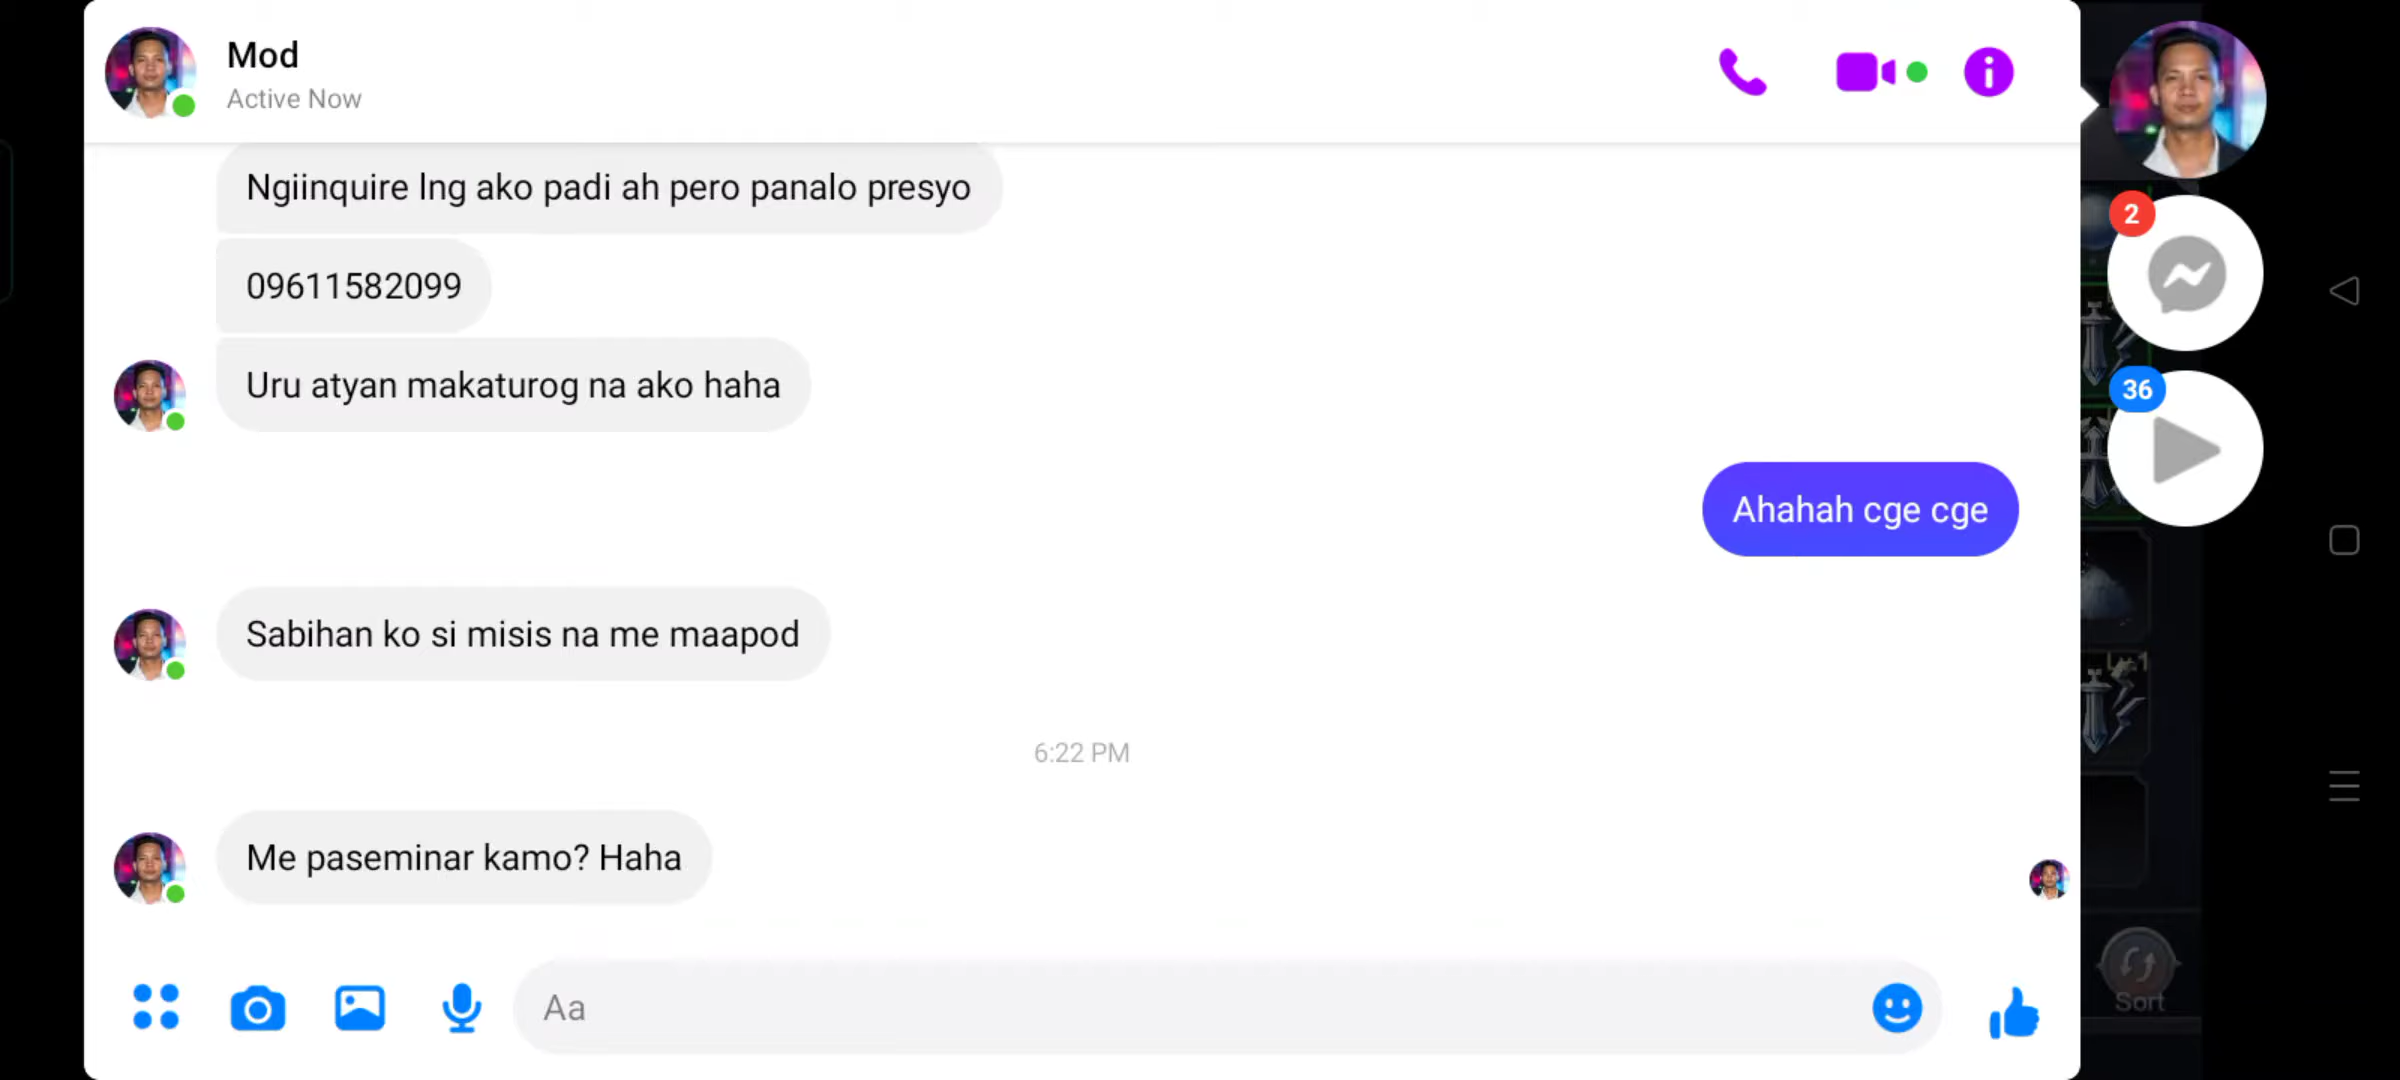 Mod
Active Now
Ngiinquire lng ako padi ah pero panalo presyo
09611582099
Uru atyan makaturog na ako haha
Ahahah cge cge
Sabihan ko si misis na me maapod
6:22 PM
Me paseminar kamo? Haha
Aa
2
36
Lv.1
Sort